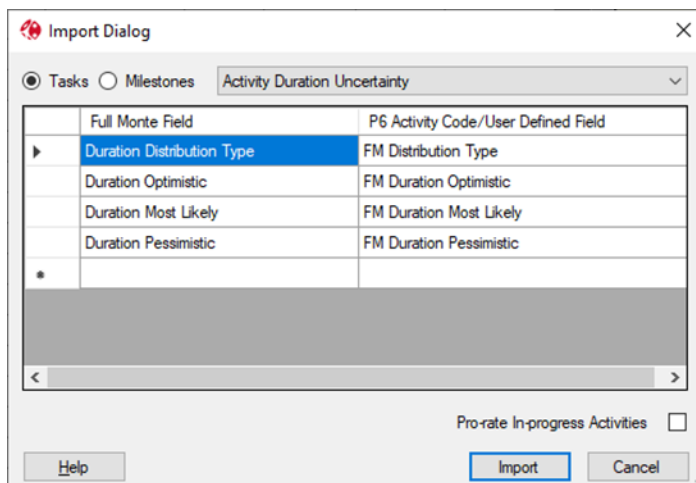 Import Dialog
Tasks Milestones Activity Duration Uncertainty
Full Monte Field P6 Activity Code/User Defined Field
Duration Distribution Type FM Distribution Type
Duration Optimistic FM Duration Optimistic
Duration Most Likely FM Duration Most Likely
Duration Pessimistic FM Duration Pessimistic
Pro-rate In-progress Activities
Help Import Cancel